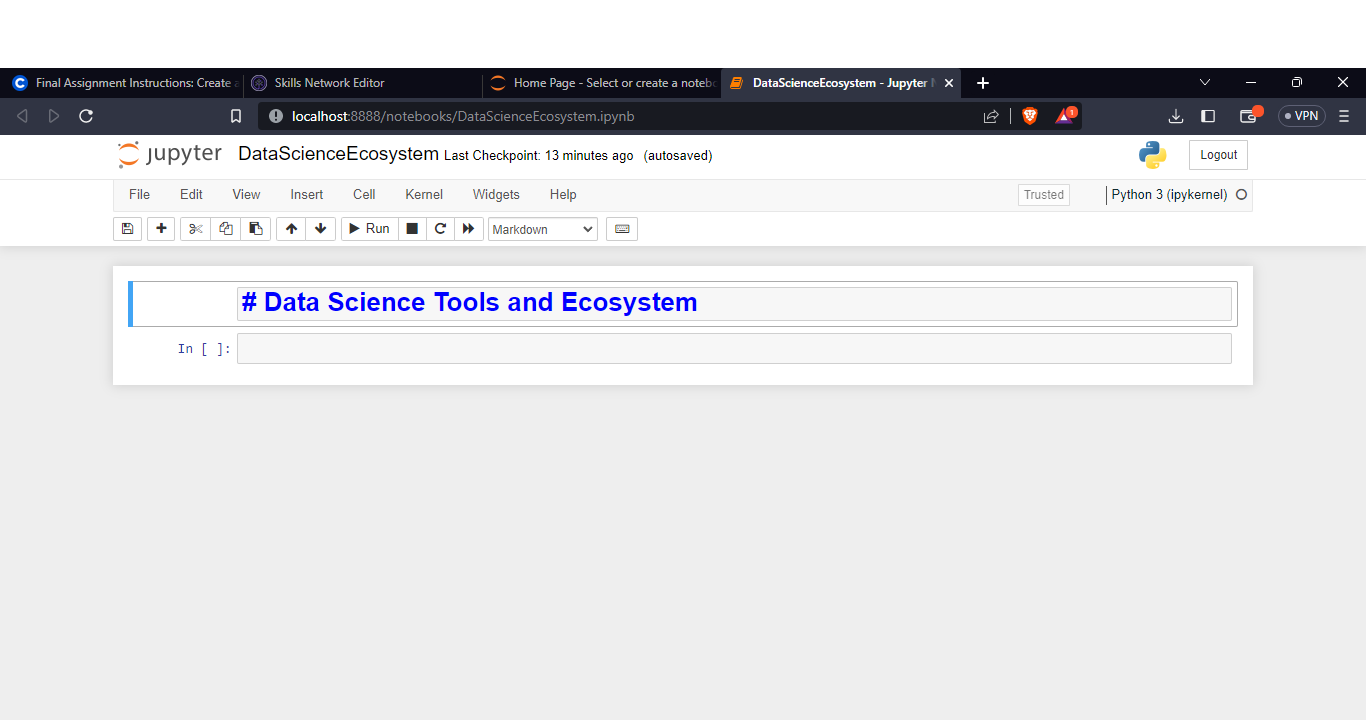 Final Assignment Instructions: Create a
Skills Network Editor
Home Page - Select or create a notebo
DataScienceEcosystem - Jupyter N
localhost:8888/notebooks/DataScienceEcosystem.ipynb
1
VPN
jupyter DataScienceEcosystem Last Checkpoint: 13 minutes ago (autosaved)
Logout
File Edit View Insert Cell Kernel Widgets Help
Trusted
Python 3 (ipykernel)
Run
Markdown
# Data Science Tools and Ecosystem
In [ ]: